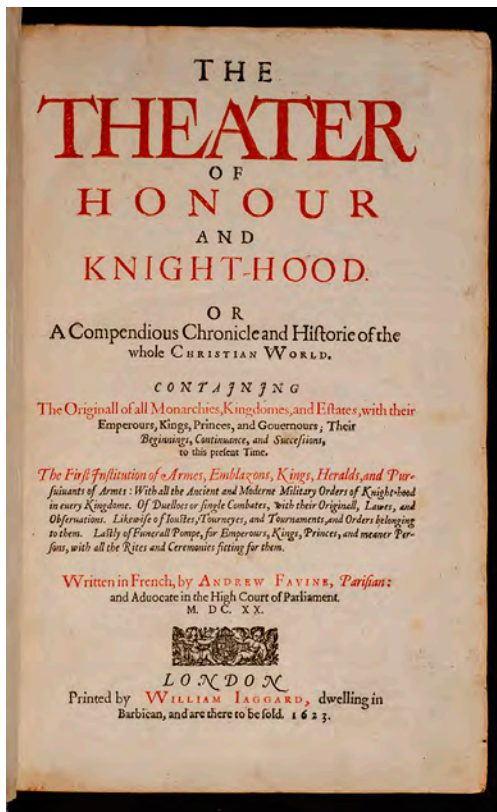 THE
THEATER
OF
HONOUR
AND
KNIGHT-HOOD.
OR
A Compendious Chronicle and Hiſtorie of the
whole CHRISTIAN WORLD.
CONTAINING
The Originall of all Monarchies, Kingdomes, and Eſtates, with their
Emperours, Kings, Princes, and Gouernours; Their
Beginnings, Continuance, and Succeſsions,
to this preſent Time.
The Firſt Inſtitution of Armes, Emblazons, Kings, Heralds, and Pur-
ſuiuants of Armes: With all the Ancient and Moderne Military Orders of Knight-hood
in euery Kingdome. Of Duelloes or ſingle Combates, with their Originall, Lawes, and
Obſeruations. Likewiſe of Iouſtes, Tourneyes, and Tournaments, and Orders belonging
to them. Laſtly of Funerall Pompe, for Emperours, Kings, Princes, and meaner Per-
ſons, with all the Rites and Ceremonies fitting for them.
Written in French, by ANDREW FAVINE, Pariſian:
and Aduocate in the High Court of Parliament.
M. DC. XX.
LONDON
Printed by WILLIAM IAGGARD, dwelling in
Barbican, and are there to be ſold. 1623.